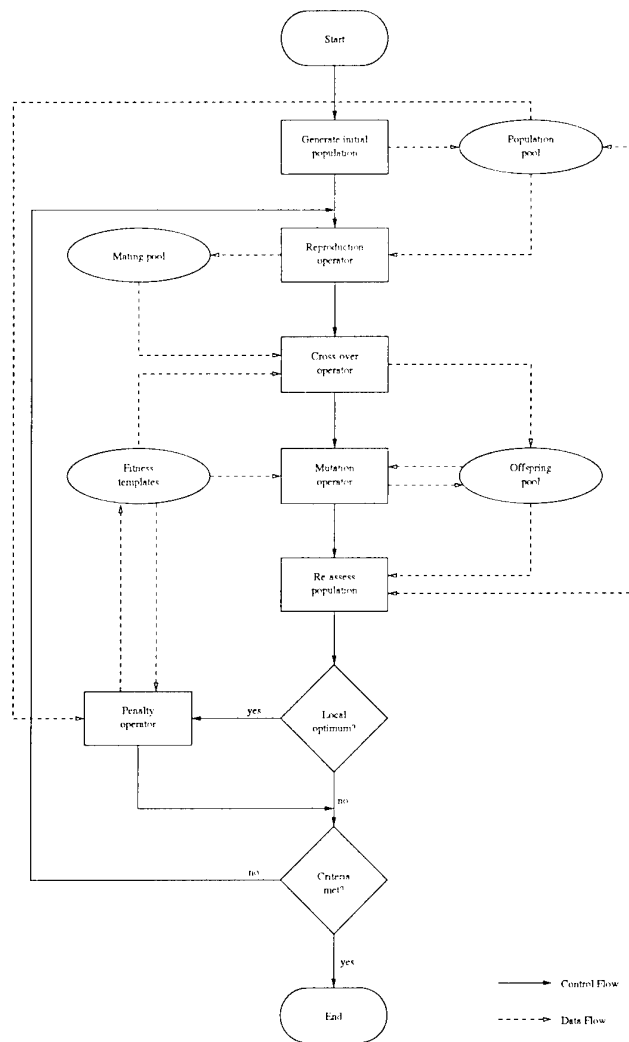 Start
Generate initial
population
Population
pool
Mating pool
Reproduction
operator
Cross over
operator
Fitness
templates
Mutation
operator
Offspring
pool
Re assess
population
Penalty
operator
yes
Local
optimum?
no
no
Criteria
met?
yes
Control Flow
End
Data Flow